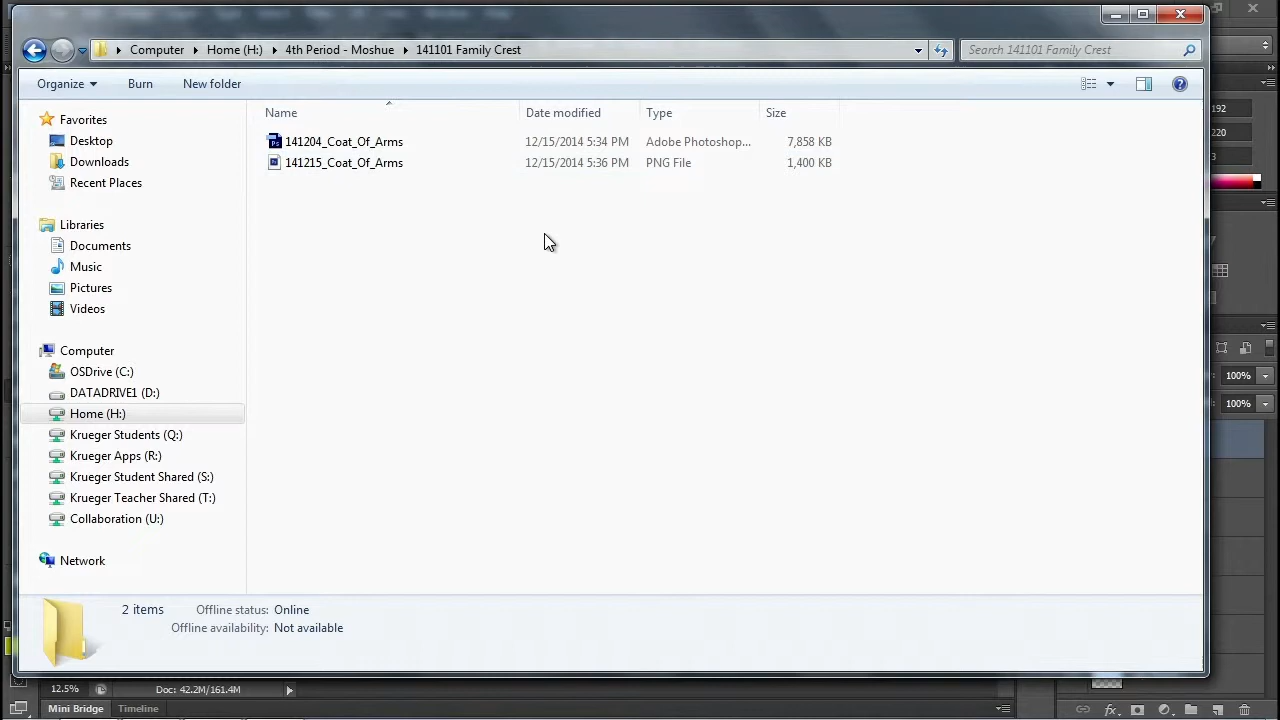 Computer Home (H:) 4th Period - Moshue 141101 Family Crest Search 141101 Family Crest
Organize Burn New folder
Name Date modified Type Size
141204_Coat_Of_Arms 12/15/2014 5:34 PM Adobe Photoshop... 7,858 KB
141215_Coat_Of_Arms 12/15/2014 5:36 PM PNG File 1,400 KB
Favorites
Desktop
Downloads
Recent Places
Libraries
Documents
Music
Pictures
Videos
Computer
OSDrive (C:)
DATADRIVE1 (D:)
Home (H:)
Krueger Students (Q:)
Krueger Apps (R:)
Krueger Student Shared (S:)
Krueger Teacher Shared (T:)
Collaboration (U:)
Network
2 items Offline status: Online
Offline availability: Not available
192
220
3
100%
100%
12.5% Doc: 42.2M/161.4M
Mini Bridge Timeline